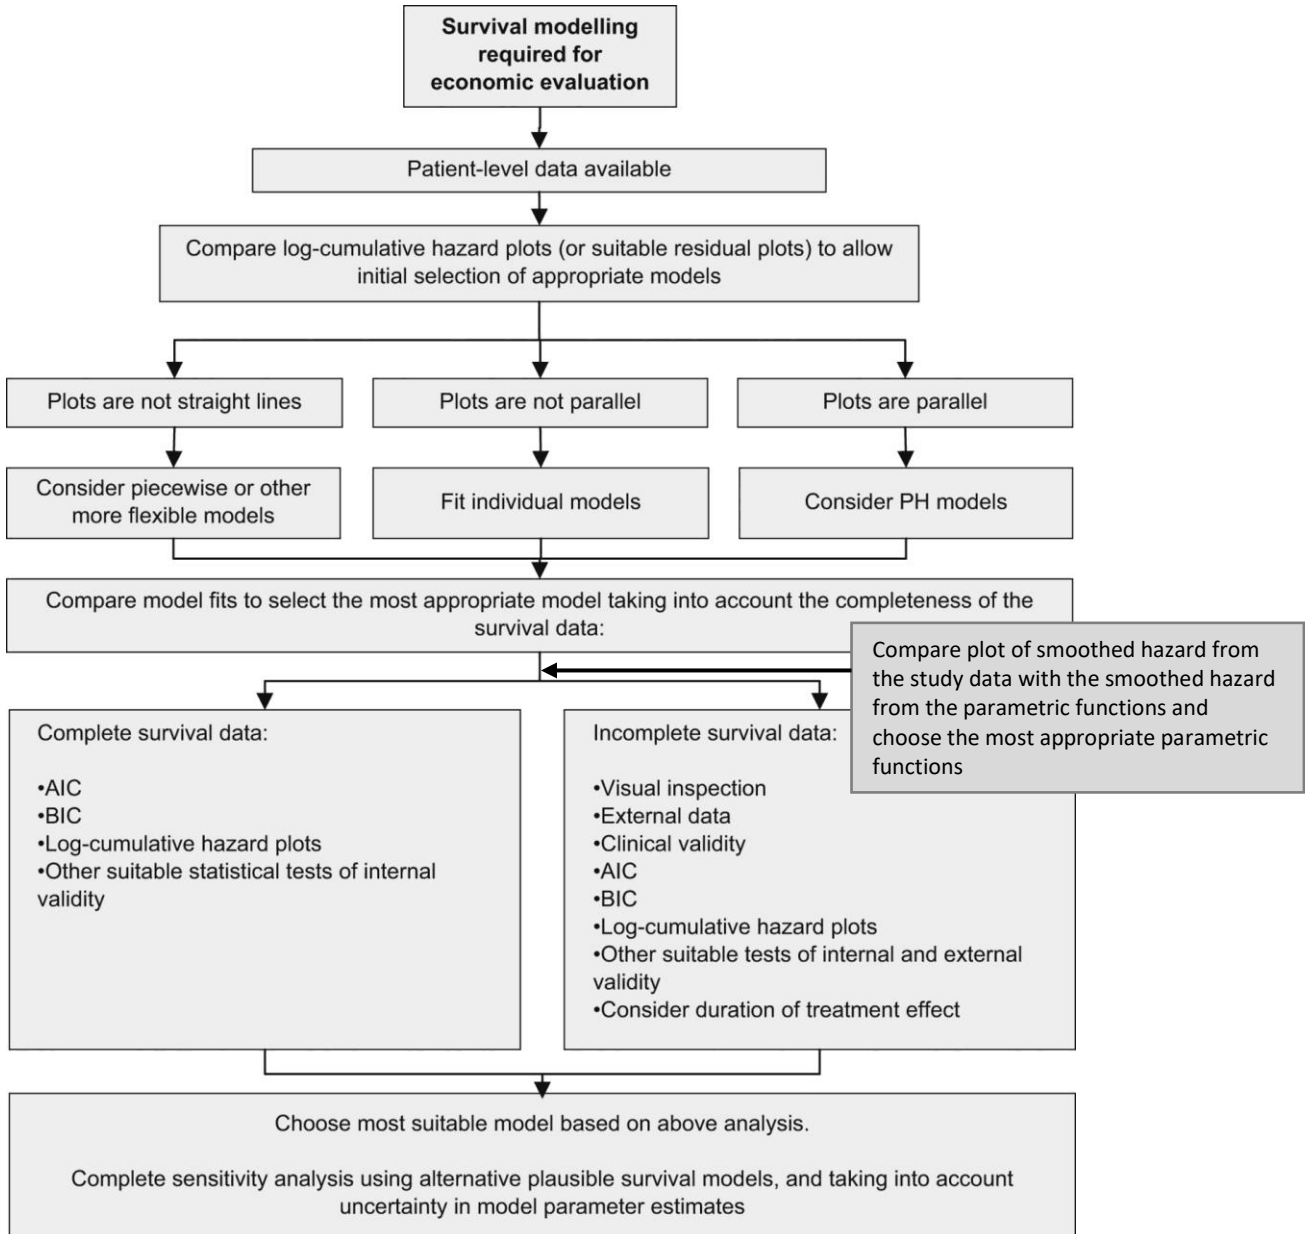 Survival modelling
required for
economic evaluation
Patient-level data available
Compare log-cumulative hazard plots (or suitable residual plots) to allow
initial selection of appropriate models
Plots are not straight lines
Plots are not parallel
Plots are parallel
Consider piecewise or other
more flexible models
Fit individual models
Consider PH models
Compare model fits to select the most appropriate model taking into account the completeness of the
survival data:
Compare plot of smoothed hazard from
the study data with the smoothed hazard
from the parametric functions and
choose the most appropriate parametric
functions
Complete survival data:
•AIC
•BIC
•Log-cumulative hazard plots
•Other suitable statistical tests of internal
validity
Incomplete survival data:
•Visual inspection
•External data
•Clinical validity
•AIC
•BIC
•Log-cumulative hazard plots
•Other suitable tests of internal and external
validity
•Consider duration of treatment effect
Choose most suitable model based on above analysis.
Complete sensitivity analysis using alternative plausible survival models, and taking into account
uncertainty in model parameter estimates